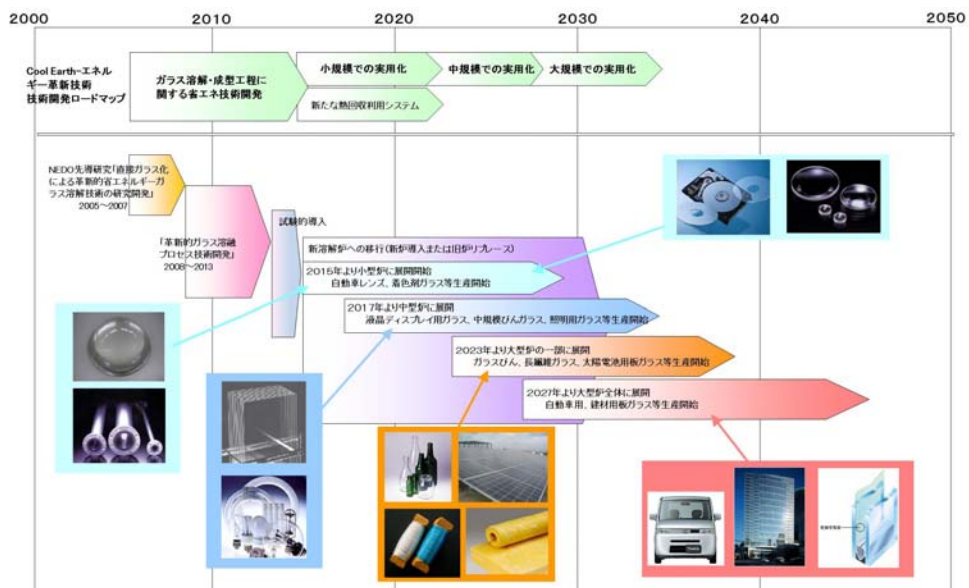 2000
2010
2020
2030
2040
2050
Cool Earth-エネル
ギー革新技術
技術開発ロードマップ
ガラス溶解・成型工程に
関する省エネ技術開発
小規模での実用化
中規模での実用化
大規模での実用化
新たな熱回収利用システム
NEDO先導研究「直接ガラス化
による革新的省エネルギーガ
ラス溶解技術の研究開発」
2005~2007
「革新的ガラス溶融
プロセス技術開発」
2008~2013
試験的導入
新溶解炉への移行(新炉導入または旧炉リプレース)
2015年より小型炉に展開開始
自動車レンズ、着色剤ガラス等生産開始
2017年より中型炉に展開
液晶ディスプレイ用ガラス、中規模びんガラス、照明用ガラス等生産開始
2023年より大型炉の一部に展開
ガラスびん、長繊維ガラス、太陽電池用板ガラス等生産開始
2027年より大型炉全体に展開
自動車用、建材用板ガラス等生産開始